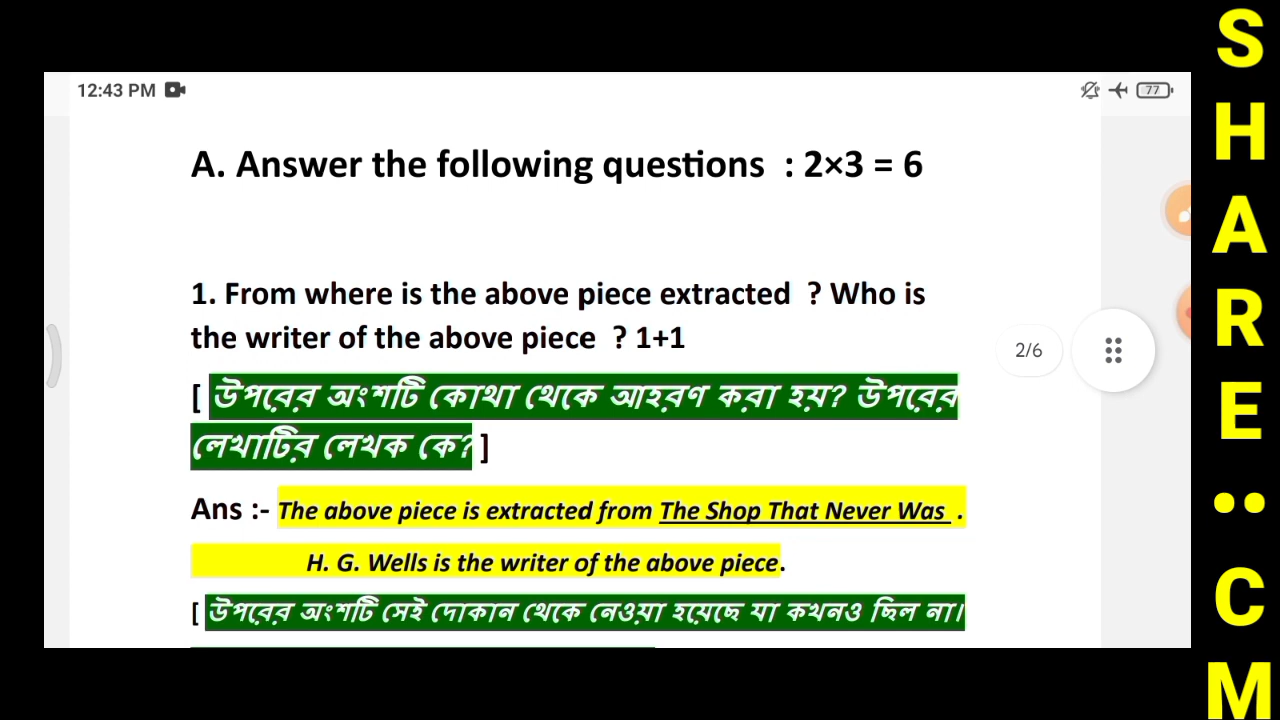 12:43 PM
77
A. Answer the following questions : 2×3 = 6
1. From where is the above piece extracted ? Who is
the writer of the above piece ? 1+1
[ উপরের অংশটি কোথা থেকে আহরণ করা হয়? উপরের
লেখাটির লেখক কে? ]
2/6
Ans :- The above piece is extracted from The Shop That Never Was .
H. G. Wells is the writer of the above piece.
[ উপরের অংশটি সেই দোকান থেকে নেওয়া হয়েছে যা কখনও ছিল না।
S
H
A
R
E
••
C
M